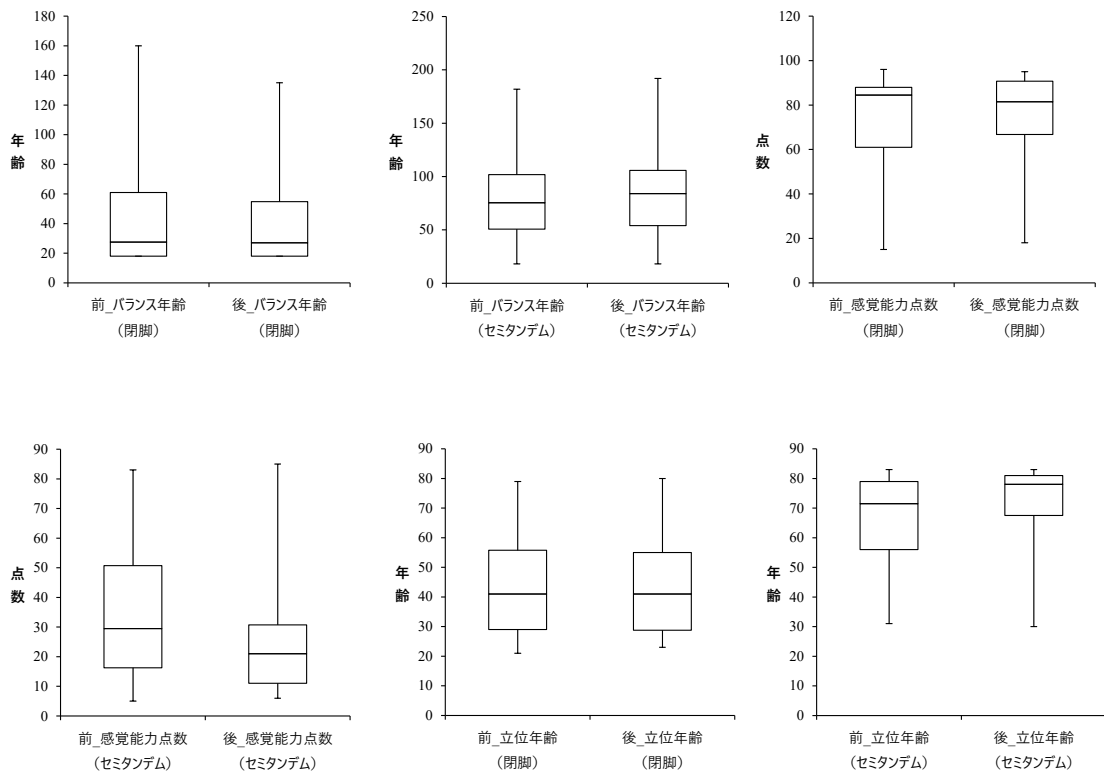 180
160
140
120
100
80
60
40
20
0
年齢
前_バランス年齢
（閉脚）
後_バランス年齢
（閉脚）
250
200
150
100
50
0
年齢
前_バランス年齢
（セミタンデム）
後_バランス年齢
（セミタンデム）
120
100
80
60
40
20
0
点数
前_感覚能力点数
（閉脚）
後_感覚能力点数
（閉脚）
90
80
70
60
50
40
30
20
10
0
点数
前_感覚能力点数
（セミタンデム）
後_感覚能力点数
（セミタンデム）
90
80
70
60
50
40
30
20
10
0
年齢
前_立位年齢
（閉脚）
後_立位年齢
（閉脚）
90
80
70
60
50
40
30
20
10
0
年齢
前_立位年齢
（セミタンデム）
後_立位年齢
（セミタンデム）